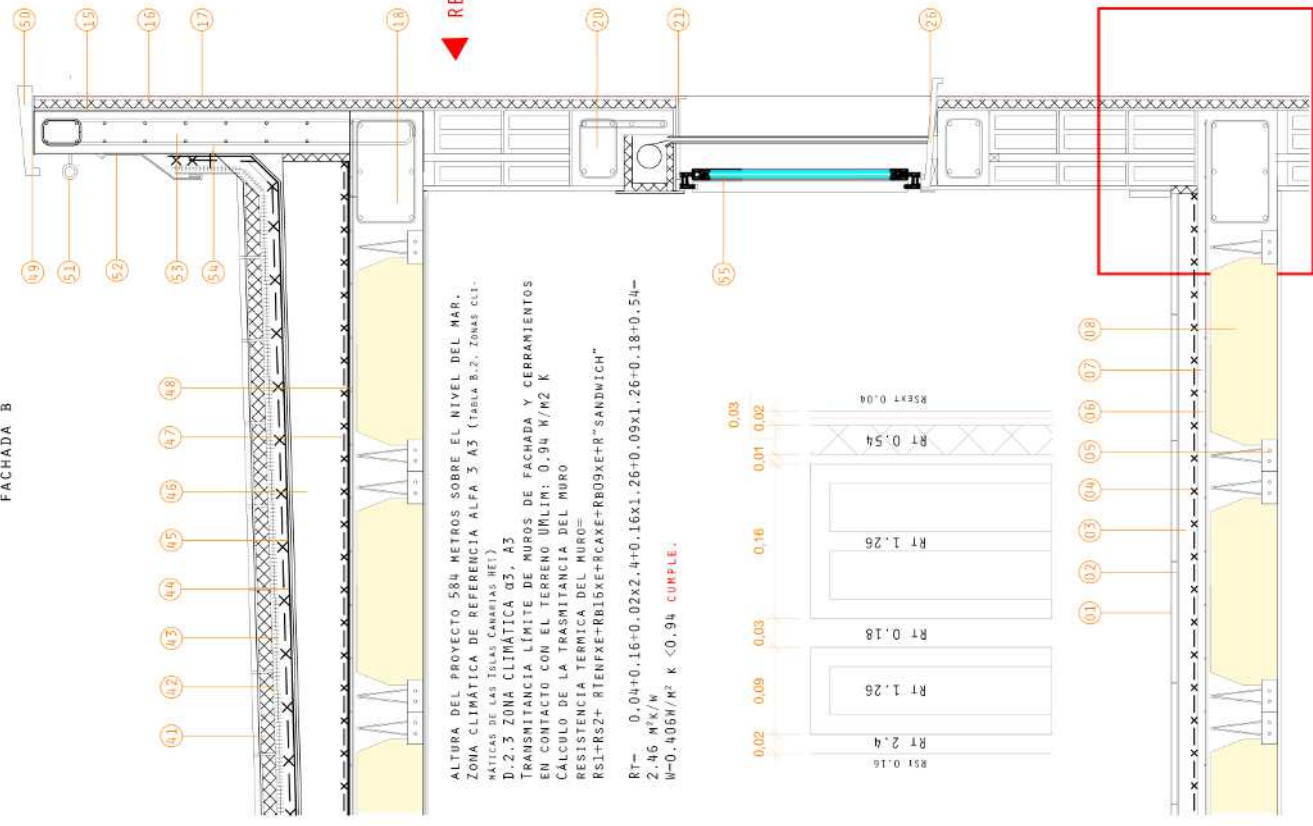 FACHADA B
50
15
16
17
18
RE
20
21
26
49
51
52
53
54
55
41
42
43
44
45
46
47
48
ALTURA DEL PROYECTO 584 METROS SOBRE EL NIVEL DEL MAR.
ZONA CLIMÁTICA DE REFERENCIA ALFA 3 A3 (TABLA B.2. ZONAS CLI-
MÁTICAS DE LAS ISLAS CANARIAS HE1)
D.2.3 ZONA CLIMÁTICA α3, A3
TRANSMITANCIA LÍMITE DE MUROS DE FACHADA Y CERRAMIENTOS
EN CONTACTO CON EL TERRENO UMLIM: 0,94 W/M2 K
CÁLCULO DE LA TRASMITANCIA DEL MURO
RESISTENCIA TERMICA DEL MURO=
RS1+RS2+ RTENFXE+RB16XE+RCAXE+RB09XE+R"SANDWICH"
RT= 0.04+0.16+0.02X2.4+0.16X1.26+0.09X1.26+0.18+0.54=
2.46 M²K/W
W=0.406W/M² K <0.94 CUMPLE.
0,02
0,09
0,03
0,16
0,01
0,02
0,03
RSI 0.16
RT 2.4
RT 1.26
RT 0.18
RT 1.26
RT 0.54
RSEXT 0.04
01
02
03
04
05
06
07
08